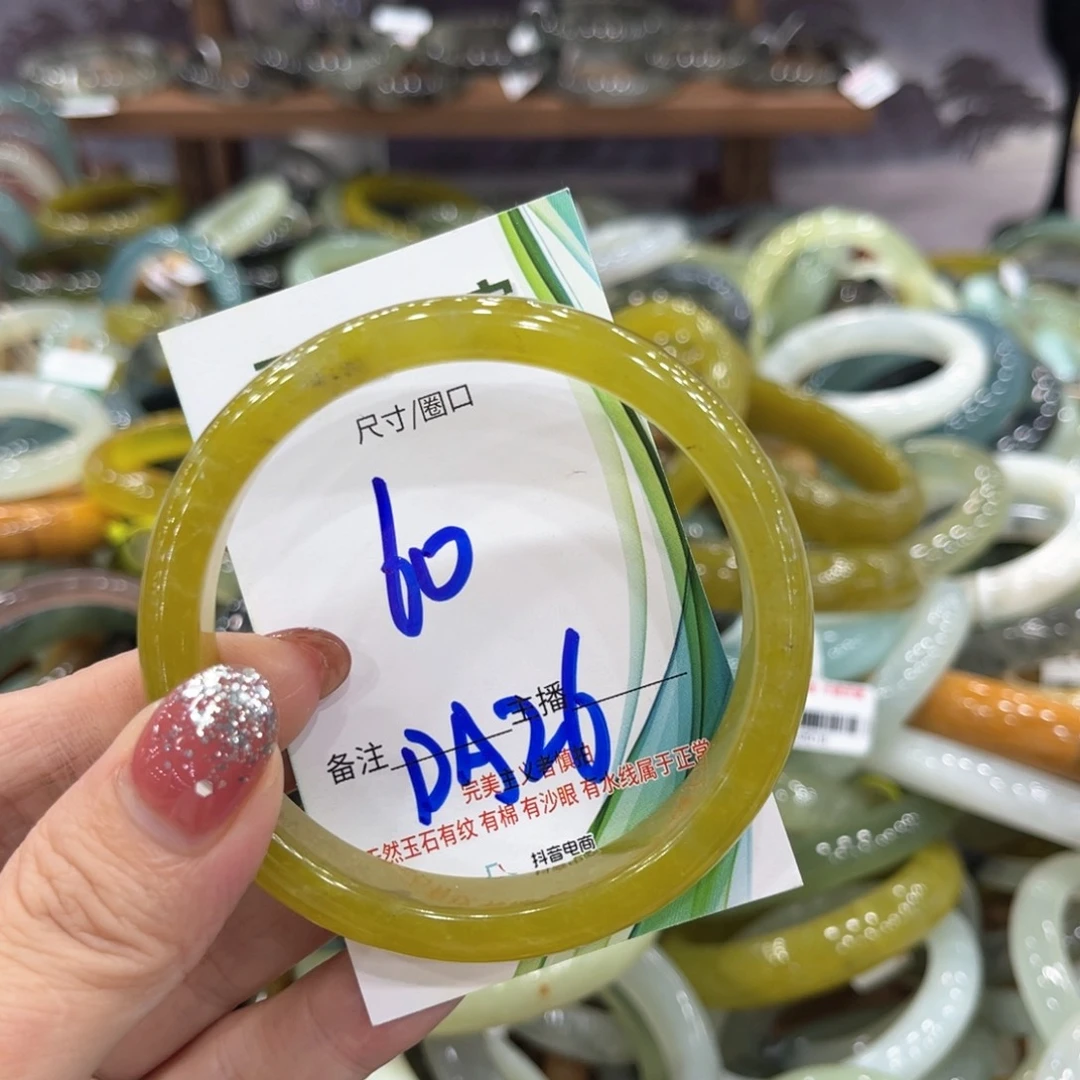 尺寸/圈口
60
主播
备注 DA26
完美主义者慎拍
天然玉石有纹 有棉 有沙眼 有水线属于正常
抖音电商